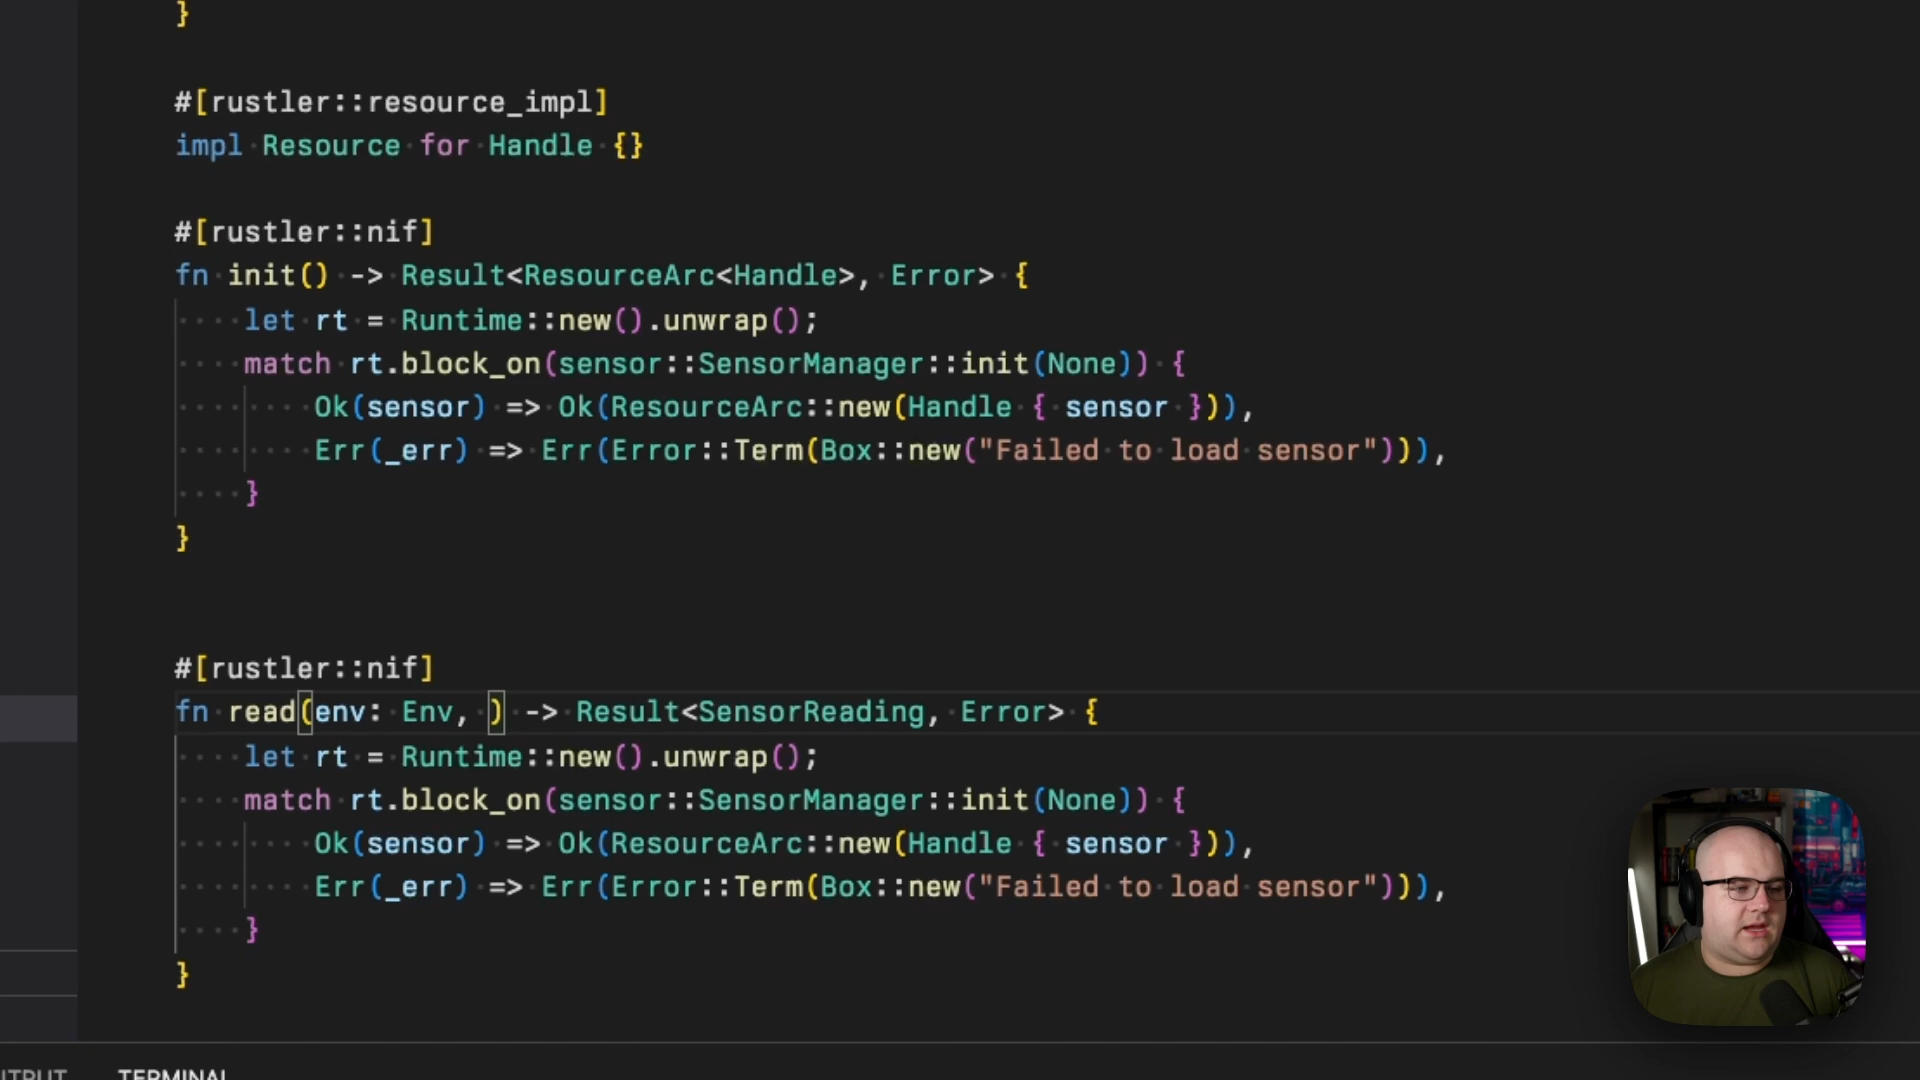 }
#[rustler::resource_impl]
impl Resource for Handle {}
#[rustler::nif]
fn init() -> Result<ResourceArc<Handle>, Error> {
    let rt = Runtime::new().unwrap();
    match rt.block_on(sensor::SensorManager::init(None)) {
        Ok(sensor) => Ok(ResourceArc::new(Handle { sensor })),
        Err(_err) => Err(Error::Term(Box::new("Failed to load sensor"))),
    }
}
#[rustler::nif]
fn read(env: Env, ) -> Result<SensorReading, Error> {
    let rt = Runtime::new().unwrap();
    match rt.block_on(sensor::SensorManager::init(None)) {
        Ok(sensor) => Ok(ResourceArc::new(Handle { sensor })),
        Err(_err) => Err(Error::Term(Box::new("Failed to load sensor"))),
    }
}
TERMINAL